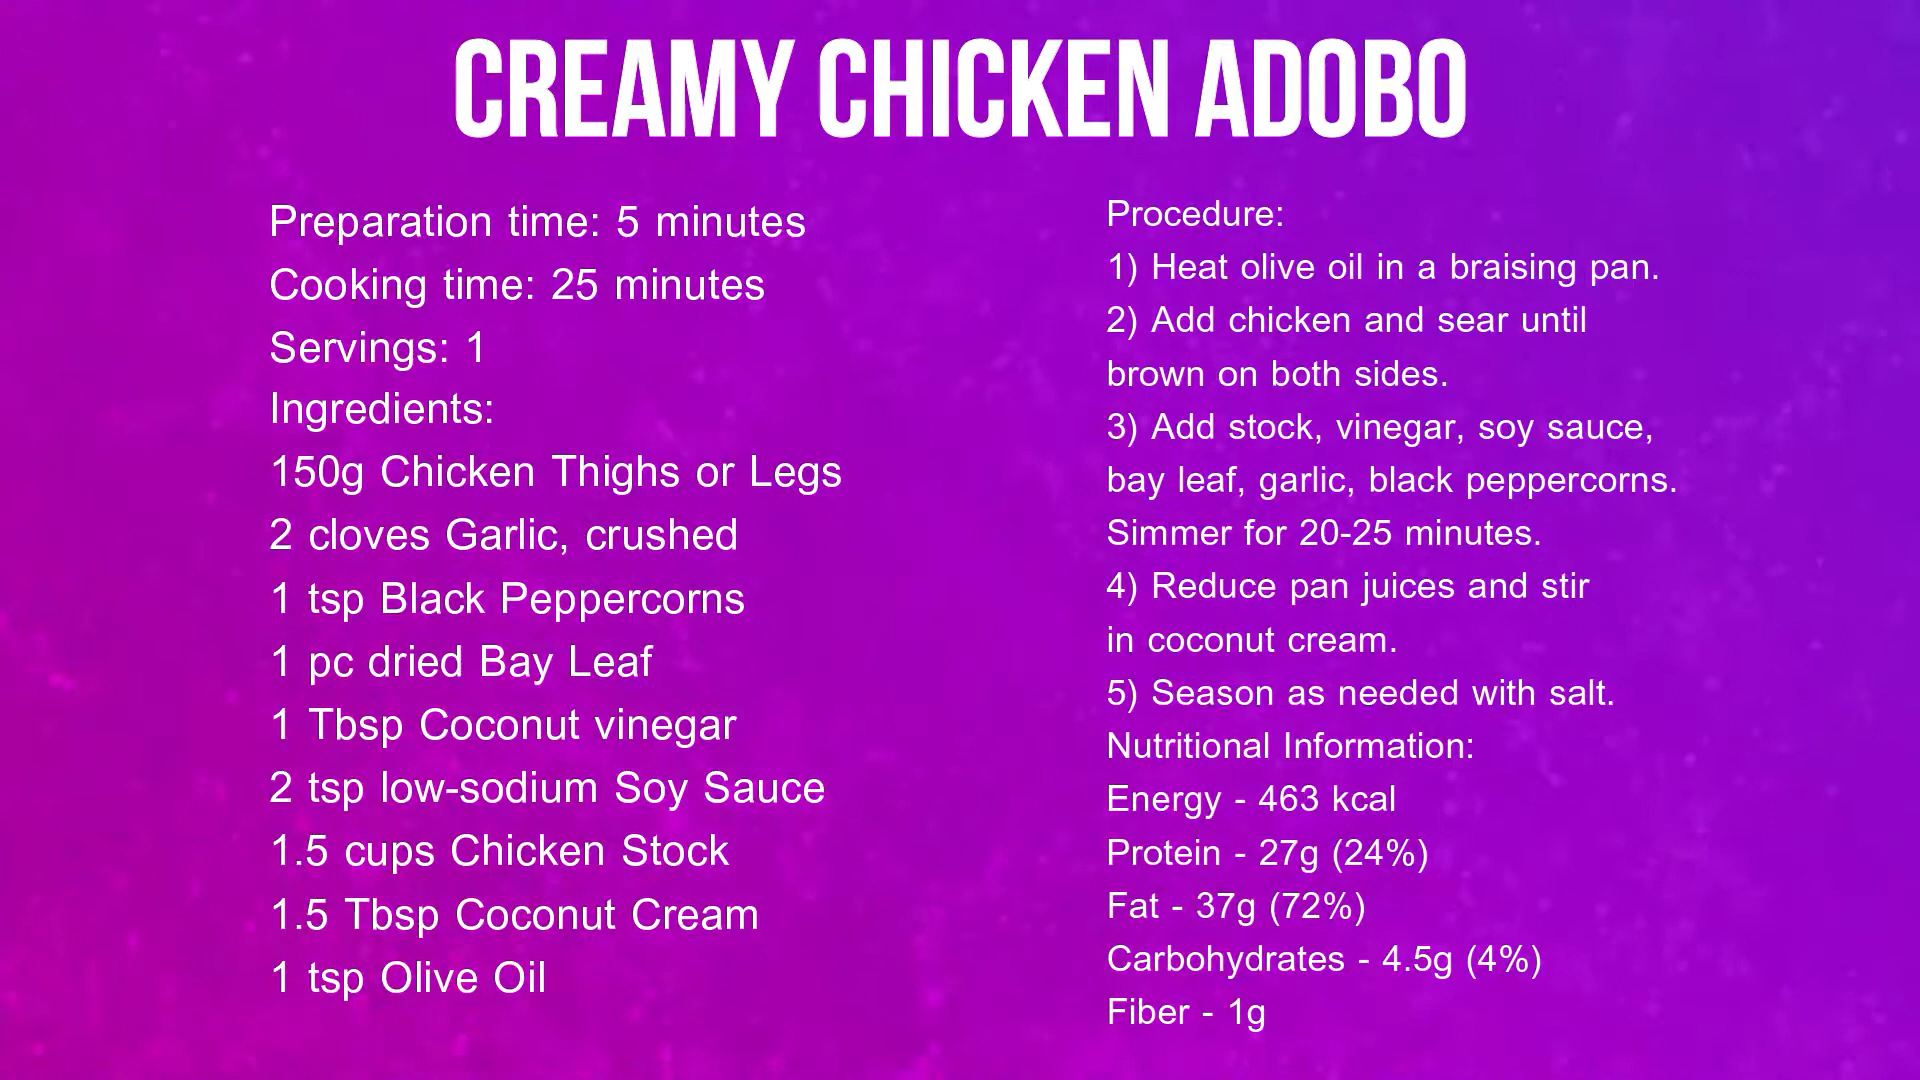 CREAMY CHICKEN ADOBO
Preparation time: 5 minutes
Cooking time: 25 minutes
Servings: 1
Ingredients:
150g Chicken Thighs or Legs
2 cloves Garlic, crushed
1 tsp Black Peppercorns
1 pc dried Bay Leaf
1 Tbsp Coconut vinegar
2 tsp low-sodium Soy Sauce
1.5 cups Chicken Stock
1.5 Tbsp Coconut Cream
1 tsp Olive Oil
Procedure:
1) Heat olive oil in a braising pan.
2) Add chicken and sear until
brown on both sides.
3) Add stock, vinegar, soy sauce,
bay leaf, garlic, black peppercorns.
Simmer for 20-25 minutes.
4) Reduce pan juices and stir
in coconut cream.
5) Season as needed with salt.
Nutritional Information:
Energy - 463 kcal
Protein - 27g (24%)
Fat - 37g (72%)
Carbohydrates - 4.5g (4%)
Fiber - 1g